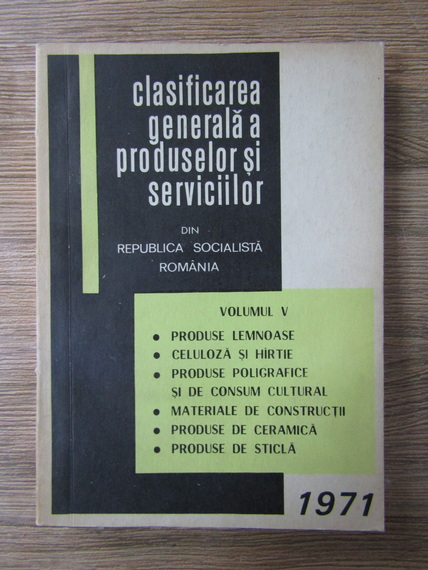 clasificarea
generală a
produselor și
serviciilor
DIN
REPUBLICA SOCIALISTĂ
ROMÂNIA
VOLUMUL V
• PRODUSE LEMNOASE
• CELULOZĂ ȘI HÎRTIE
• PRODUSE POLIGRAFICE
ȘI DE CONSUM CULTURAL
• MATERIALE DE CONSTRUCȚII
• PRODUSE DE CERAMICĂ
• PRODUSE DE STICLĂ
1971